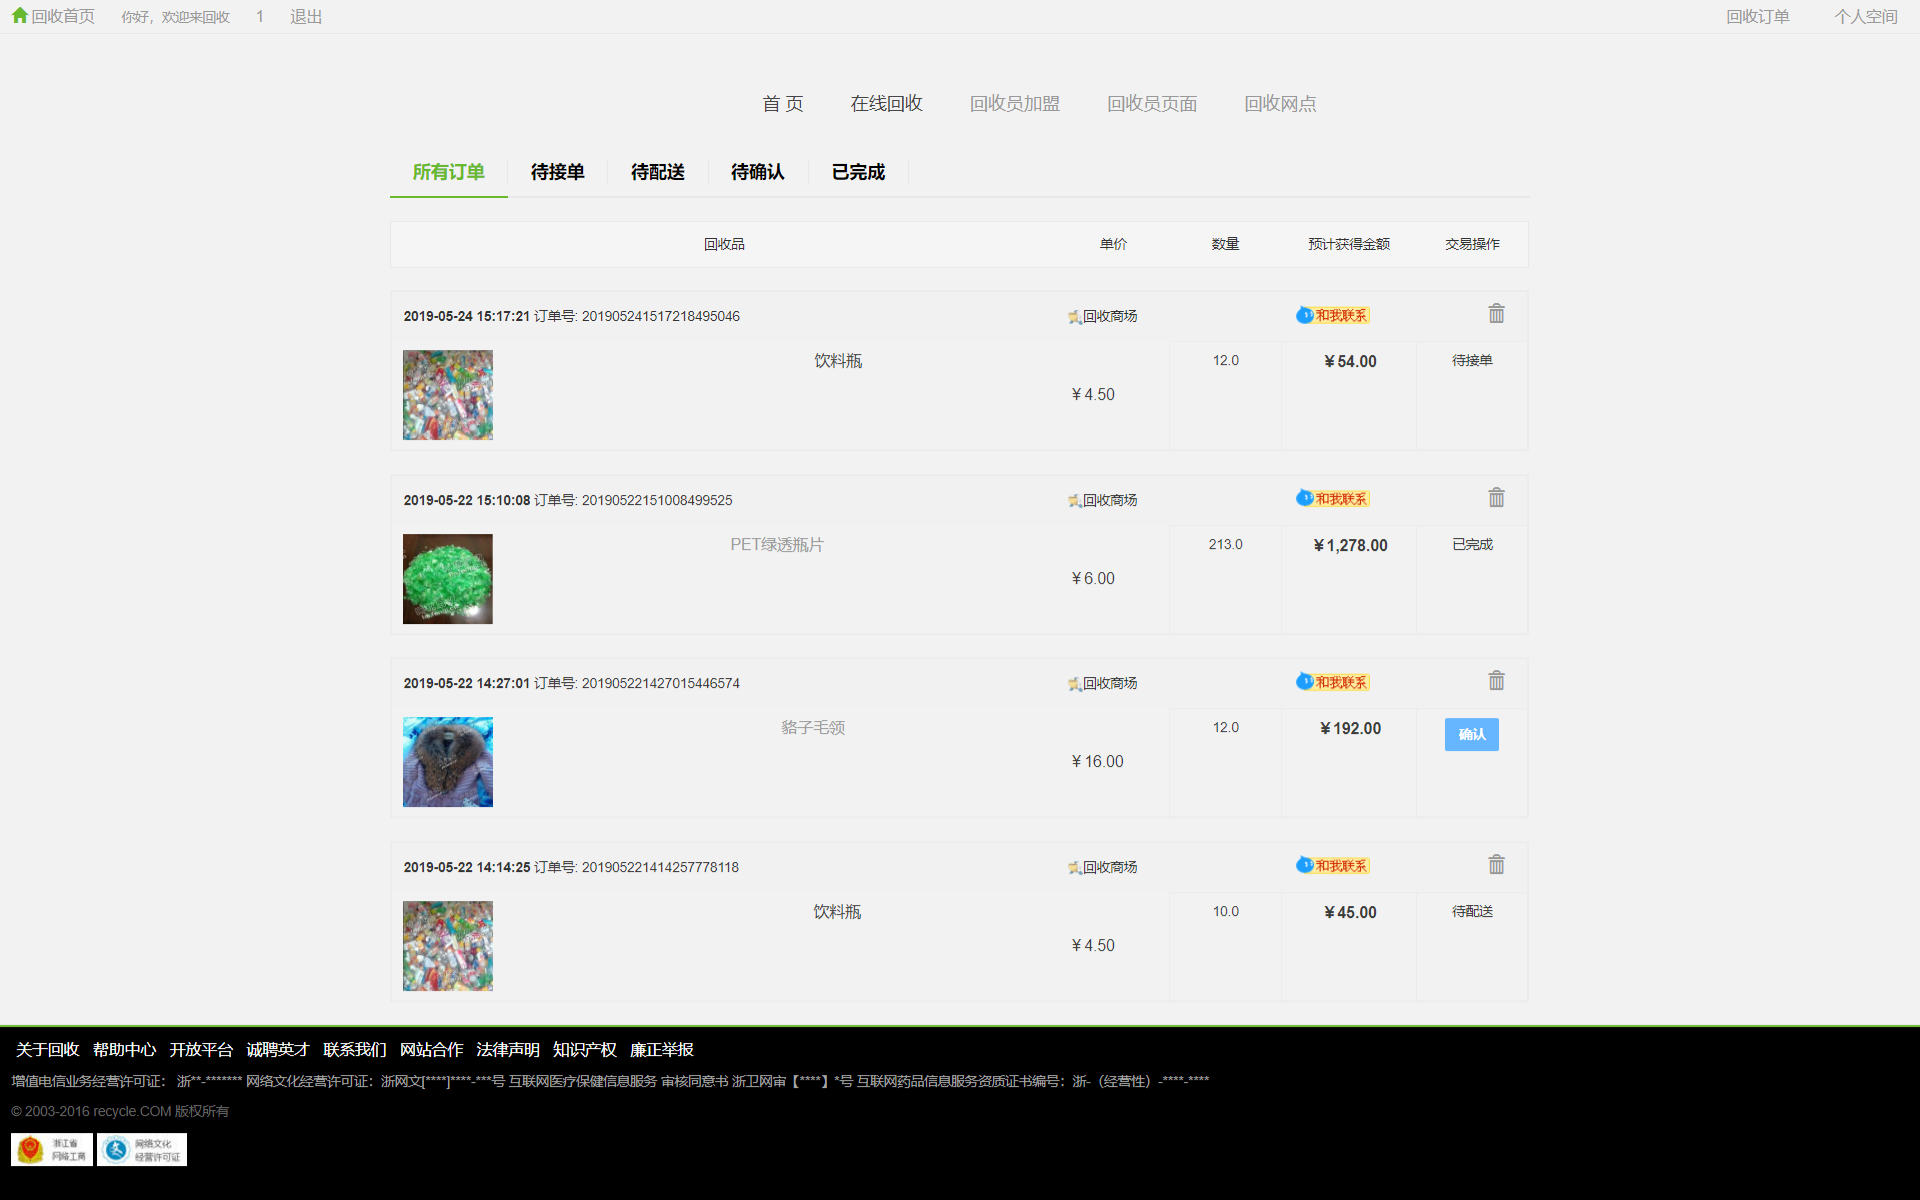 回收首页 你好，欢迎来回收 1 退出 回收订单 个人空间
首 页 在线回收 回收员加盟 回收员页面 回收网点
所有订单 待接单 待配送 待确认 已完成
回收品 单价 数量 预计获得金额 交易操作
2019-05-24 15:17:21 订单号: 201905241517218495046 回收商场 和我联系
饮料瓶 12.0 ￥54.00 待接单
￥4.50
2019-05-22 15:10:08 订单号: 20190522151008499525 回收商场 和我联系
PET绿透瓶片 213.0 ￥1,278.00 已完成
￥6.00
2019-05-22 14:27:01 订单号: 201905221427015446574 回收商场 和我联系
貉子毛领 12.0 ￥192.00 确认
￥16.00
2019-05-22 14:14:25 订单号: 201905221414257778118 回收商场 和我联系
饮料瓶 10.0 ￥45.00 待配送
￥4.50
关于回收 帮助中心 开放平台 诚聘英才 联系我们 网站合作 法律声明 知识产权 廉正举报
增值电信业务经营许可证： 浙**-******* 网络文化经营许可证：浙网文[****]****-***号 互联网医疗保健信息服务 审核同意书 浙卫网审【****】*号 互联网药品信息服务资质证书编号：浙-（经营性）-****-****
© 2003-2016 recycle.COM 版权所有
浙江省 网络文化
网络工商 经营许可证